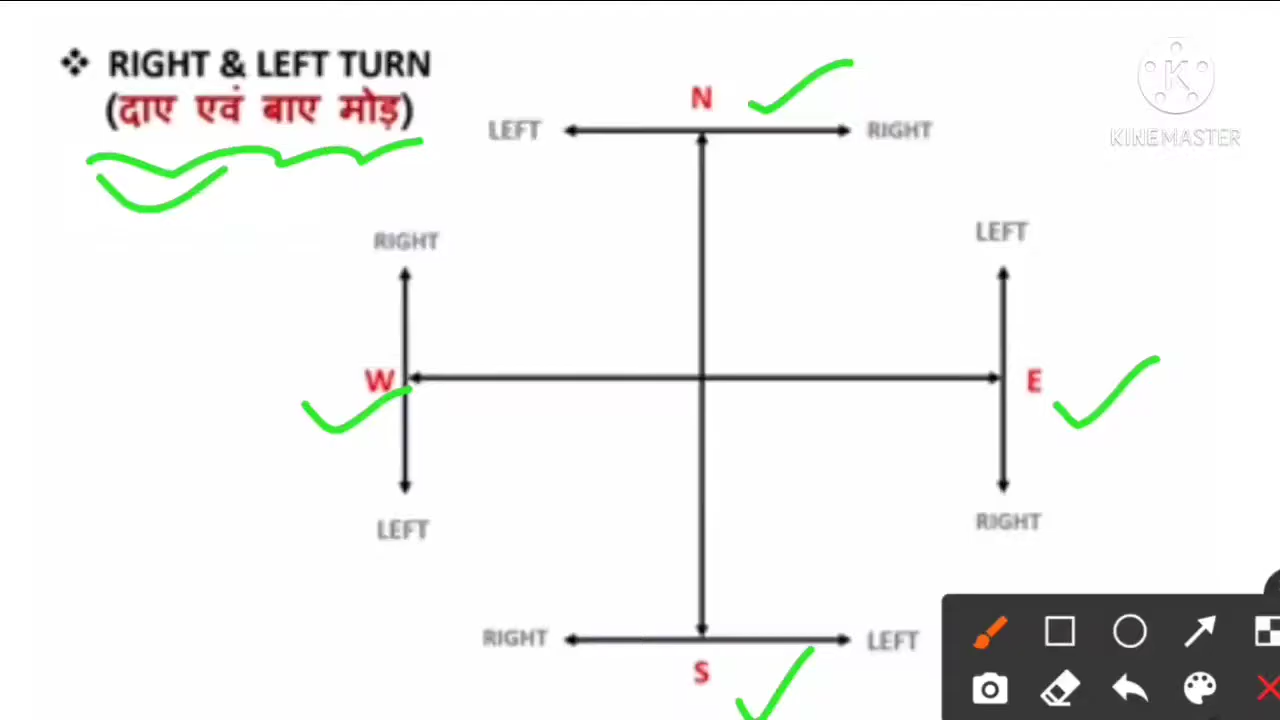 ❖ RIGHT & LEFT TURN
(दाए एवं बाए मोड़)
K
KINEMASTER
N
LEFT RIGHT
RIGHT
LEFT
W
E
LEFT
RIGHT
RIGHT LEFT
S